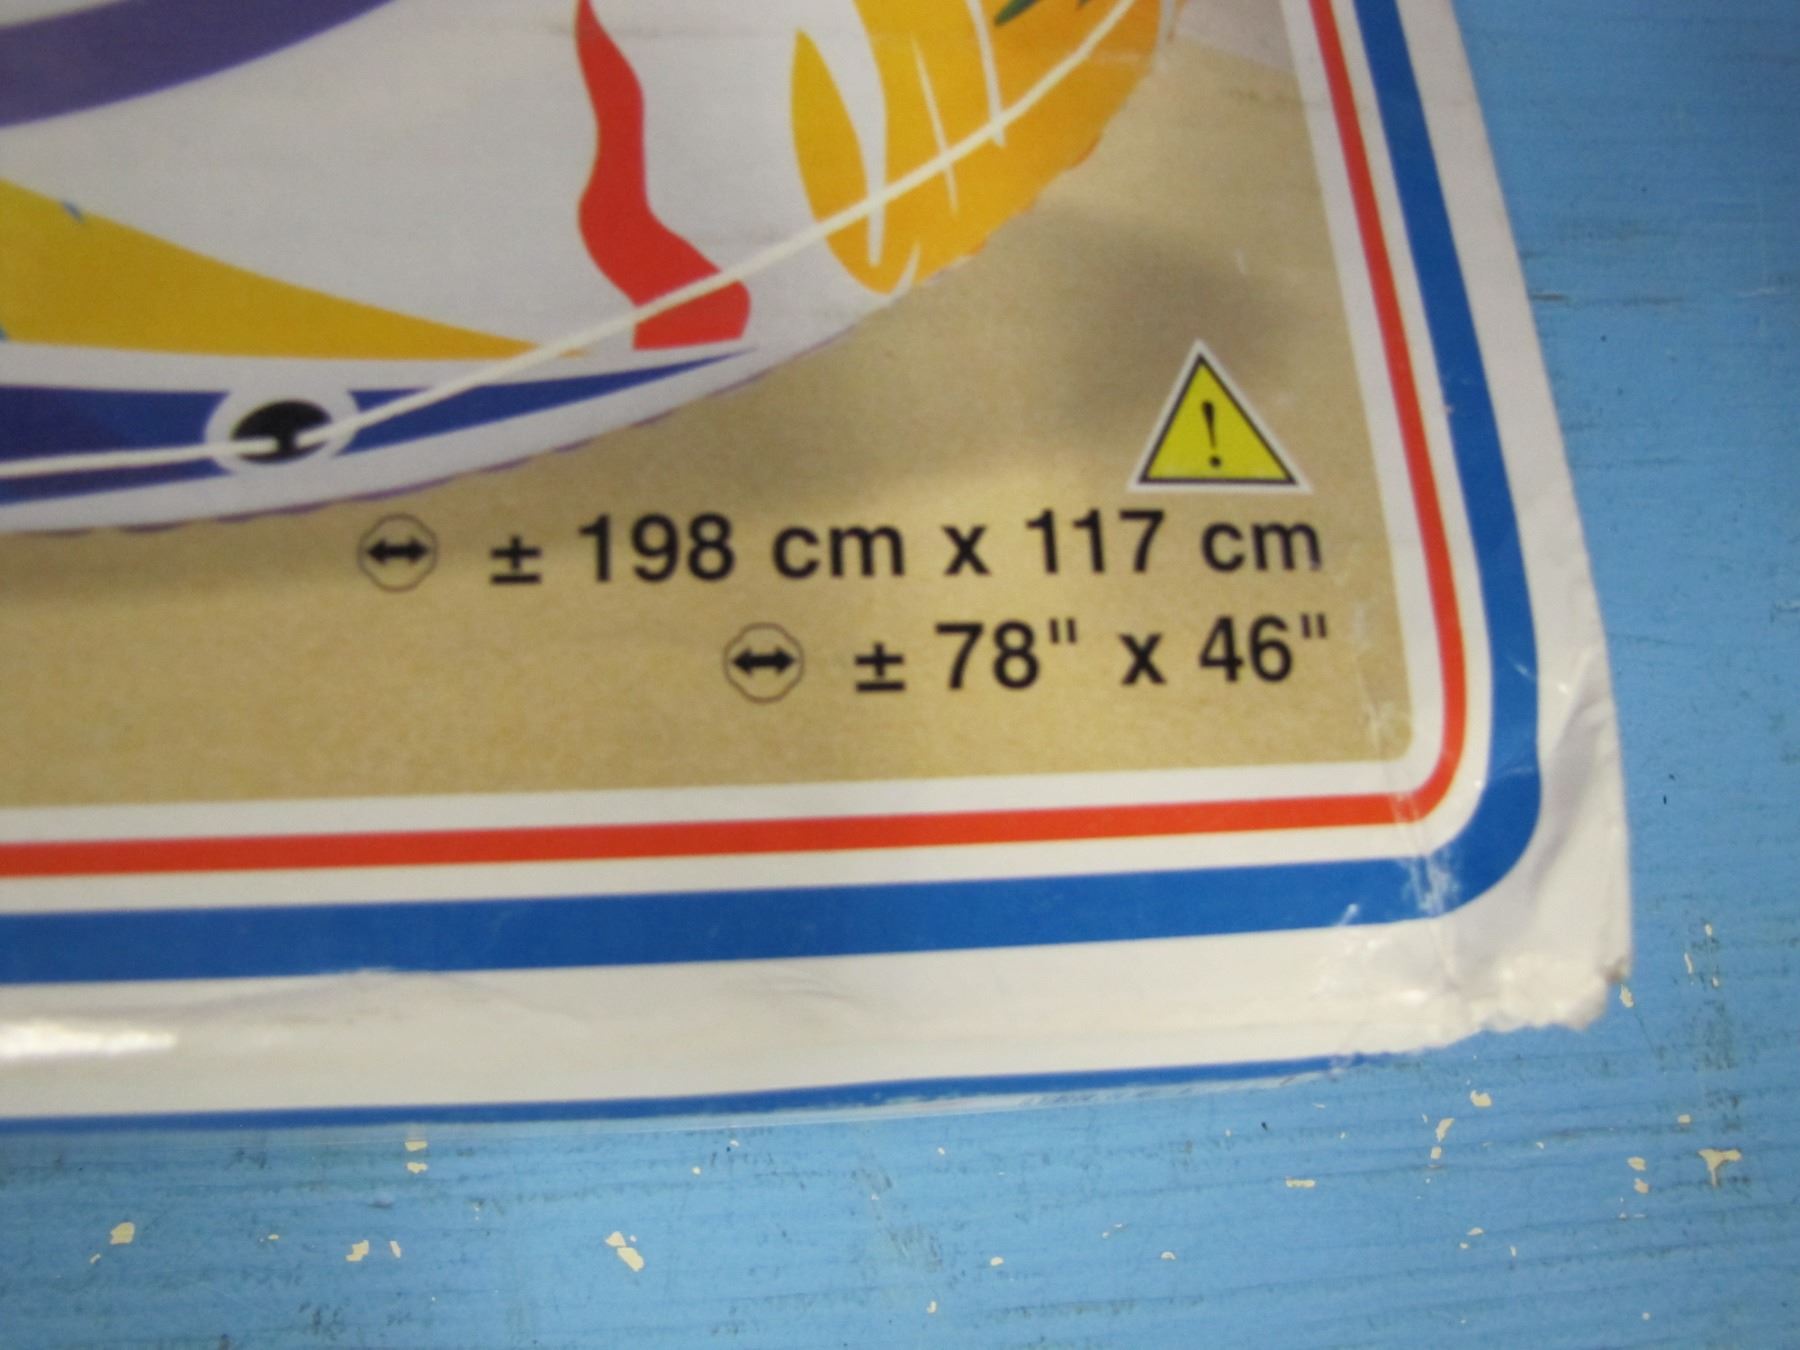 !
± 198 cm x 117 cm
± 78" x 46"